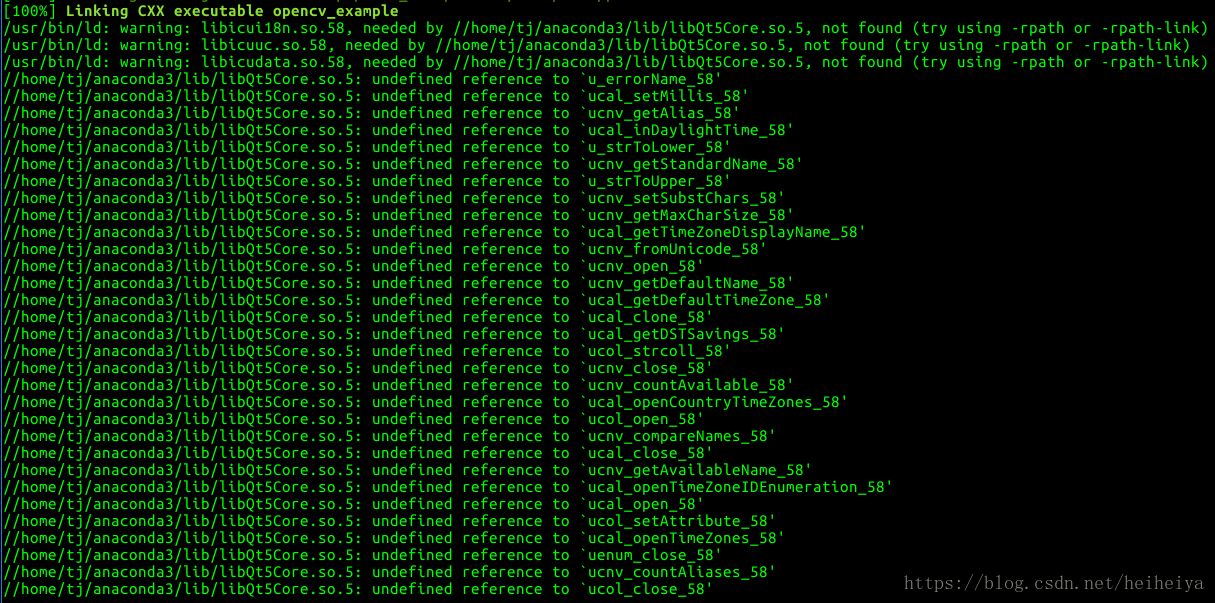 [100%] Linking CXX executable opencv_example
/usr/bin/ld: warning: libicui18n.so.58, needed by //home/tj/anaconda3/lib/libQt5Core.so.5, not found (try using -rpath or -rpath-link)
/usr/bin/ld: warning: libicuuc.so.58, needed by //home/tj/anaconda3/lib/libQt5Core.so.5, not found (try using -rpath or -rpath-link)
/usr/bin/ld: warning: libicudata.so.58, needed by //home/tj/anaconda3/lib/libQt5Core.so.5, not found (try using -rpath or -rpath-link)
//home/tj/anaconda3/lib/libQt5Core.so.5: undefined reference to `u_errorName_58'
//home/tj/anaconda3/lib/libQt5Core.so.5: undefined reference to `ucal_setMillis_58'
//home/tj/anaconda3/lib/libQt5Core.so.5: undefined reference to `ucnv_getAlias_58'
//home/tj/anaconda3/lib/libQt5Core.so.5: undefined reference to `ucal_inDaylightTime_58'
//home/tj/anaconda3/lib/libQt5Core.so.5: undefined reference to `u_strToLower_58'
//home/tj/anaconda3/lib/libQt5Core.so.5: undefined reference to `ucnv_getStandardName_58'
//home/tj/anaconda3/lib/libQt5Core.so.5: undefined reference to `u_strToUpper_58'
//home/tj/anaconda3/lib/libQt5Core.so.5: undefined reference to `ucnv_setSubstChars_58'
//home/tj/anaconda3/lib/libQt5Core.so.5: undefined reference to `ucnv_getMaxCharSize_58'
//home/tj/anaconda3/lib/libQt5Core.so.5: undefined reference to `ucal_getTimeZoneDisplayName_58'
//home/tj/anaconda3/lib/libQt5Core.so.5: undefined reference to `ucnv_fromUnicode_58'
//home/tj/anaconda3/lib/libQt5Core.so.5: undefined reference to `ucnv_open_58'
//home/tj/anaconda3/lib/libQt5Core.so.5: undefined reference to `ucnv_getDefaultName_58'
//home/tj/anaconda3/lib/libQt5Core.so.5: undefined reference to `ucal_getDefaultTimeZone_58'
//home/tj/anaconda3/lib/libQt5Core.so.5: undefined reference to `ucal_clone_58'
//home/tj/anaconda3/lib/libQt5Core.so.5: undefined reference to `ucal_getDSTSavings_58'
//home/tj/anaconda3/lib/libQt5Core.so.5: undefined reference to `ucol_strcoll_58'
//home/tj/anaconda3/lib/libQt5Core.so.5: undefined reference to `ucnv_close_58'
//home/tj/anaconda3/lib/libQt5Core.so.5: undefined reference to `ucnv_countAvailable_58'
//home/tj/anaconda3/lib/libQt5Core.so.5: undefined reference to `ucal_openCountryTimeZones_58'
//home/tj/anaconda3/lib/libQt5Core.so.5: undefined reference to `ucol_open_58'
//home/tj/anaconda3/lib/libQt5Core.so.5: undefined reference to `ucnv_compareNames_58'
//home/tj/anaconda3/lib/libQt5Core.so.5: undefined reference to `ucal_close_58'
//home/tj/anaconda3/lib/libQt5Core.so.5: undefined reference to `ucnv_getAvailableName_58'
//home/tj/anaconda3/lib/libQt5Core.so.5: undefined reference to `ucal_openTimeZoneIDEnumeration_58'
//home/tj/anaconda3/lib/libQt5Core.so.5: undefined reference to `ucal_open_58'
//home/tj/anaconda3/lib/libQt5Core.so.5: undefined reference to `ucol_setAttribute_58'
//home/tj/anaconda3/lib/libQt5Core.so.5: undefined reference to `ucal_openTimeZones_58'
//home/tj/anaconda3/lib/libQt5Core.so.5: undefined reference to `uenum_close_58'
//home/tj/anaconda3/lib/libQt5Core.so.5: undefined reference to `ucnv_countAliases_58'
//home/tj/anaconda3/lib/libQt5Core.so.5: undefined reference to `ucol_close_58'
https://blog.csdn.net/heiheiya